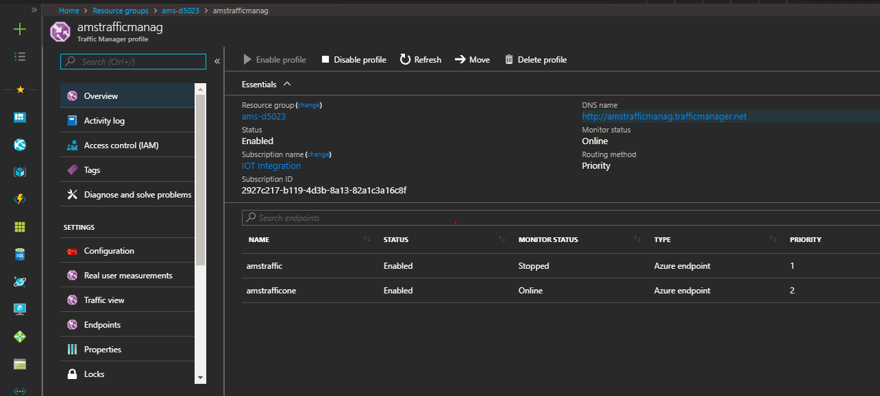 Home > Resource groups > ams-d5023 > amstrafficmanag
amstrafficmanag
Traffic Manager profile
Search (Ctrl+/)
Overview
Activity log
Access control (IAM)
Tags
Diagnose and solve problems
SETTINGS
Configuration
Real user measurements
Traffic view
Endpoints
Properties
Locks
Enable profile Disable profile Refresh Move Delete profile
Essentials
Resource group (change)
ams-d5023
Status
Enabled
Subscription name (change)
IOT Integration
Subscription ID
2927c217-b119-4d3b-8a13-82a1c3a16c8f
DNS name
http://amstrafficmanag.trafficmanager.net
Monitor status
Online
Routing method
Priority
Search endpoints
NAME STATUS MONITOR STATUS TYPE PRIORITY
amstraffic Enabled Stopped Azure endpoint 1
amstrafficone Enabled Online Azure endpoint 2
SQL